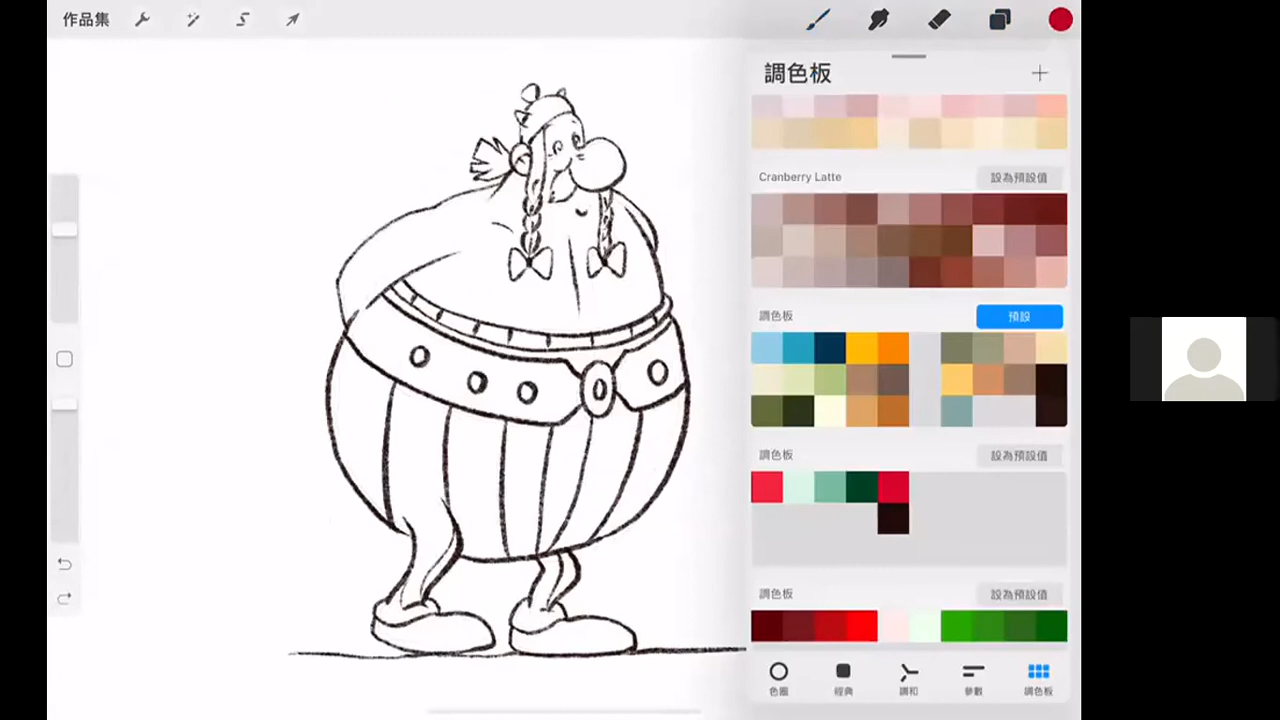 作品集
調色板
Cranberry Latte
設為預設值
調色板
預設
調色板
設為預設值
調色板
設為預設值
色圈
經典
調和
參數
調色板